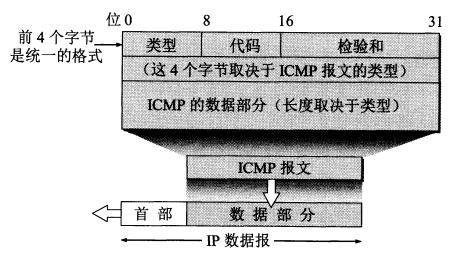 位 0 8 16 31
前 4 个字节
是统一的格式
类型 代码 检验和
(这 4 个字节取决于 ICMP 报文的类型)
ICMP 的数据部分(长度取决于类型)
ICMP 报文
首 部 数 据 部 分
IP 数据报